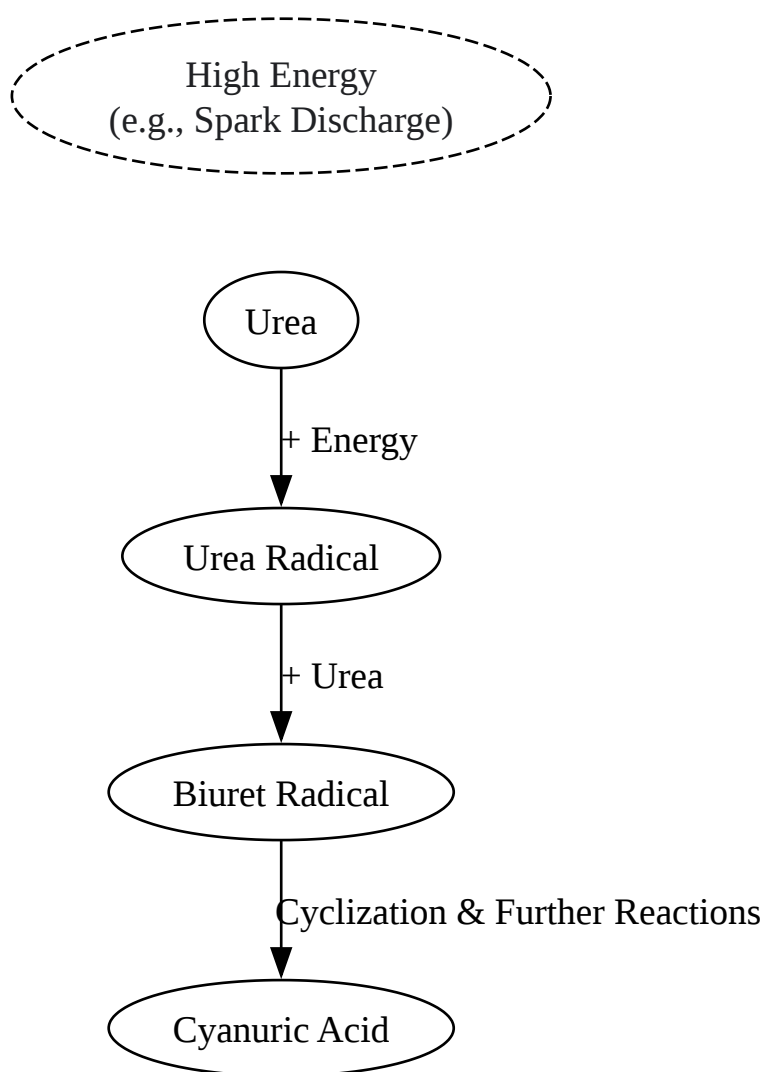 High Energy
(e.g., Spark Discharge)
Urea
+ Energy
Urea Radical
+ Urea
Biuret Radical
Cyclization & Further Reactions
Cyanuric Acid